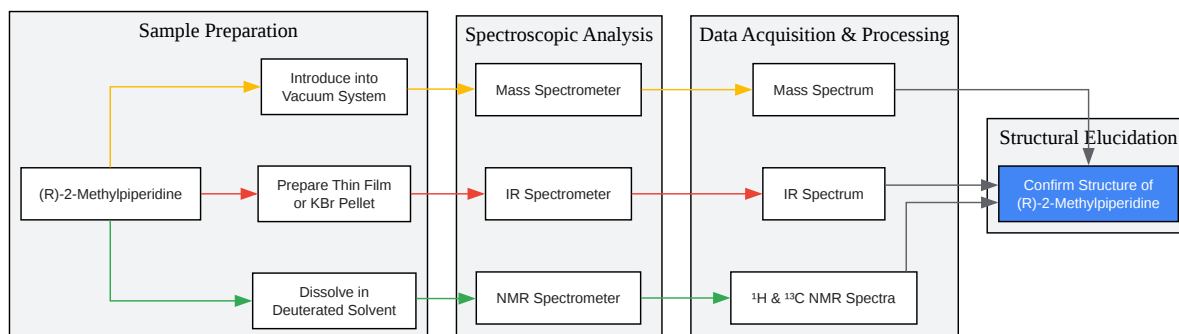 Sample Preparation
Spectroscopic Analysis
Data Acquisition & Processing
Introduce into
Vacuum System
Mass Spectrometer
Mass Spectrum
Structural Elucidation
(R)-2-Methylpiperidine
Prepare Thin Film
or KBr Pellet
IR Spectrometer
IR Spectrum
Confirm Structure of
(R)-2-Methylpiperidine
Dissolve in
Deuterated Solvent
NMR Spectrometer
¹H & ¹³C NMR Spectra